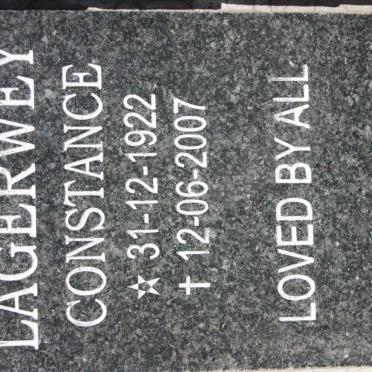 LAGERWEY
CONSTANCE
☆ 31-12-1922
† 12-06-2007
LOVED BY ALL